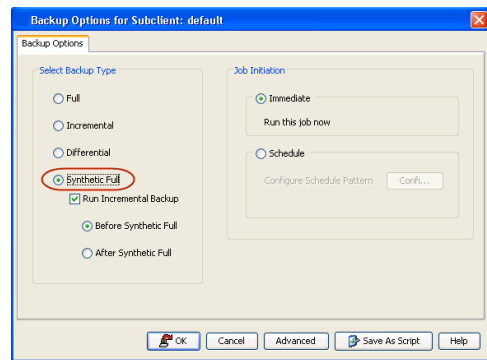 Backup Options for Subclient: default
Backup Options
Select Backup Type
Full
Incremental
Differential
Synthetic Full
Run Incremental Backup
Before Synthetic Full
After Synthetic Full
Job Initiation
Immediate
Run this job now
Schedule
Configure Schedule Pattern
Confi...
OK
Cancel
Advanced
Save As Script
Help